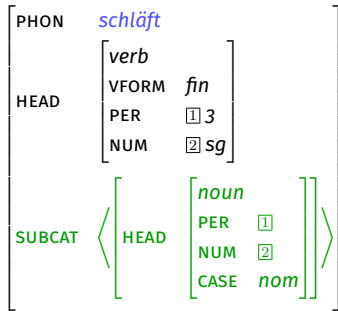 PHON schläft
verb
VFORM fin
HEAD
PER 1 3
NUM 2 sg
noun
PER 1
SUBCAT HEAD
NUM 2
CASE nom